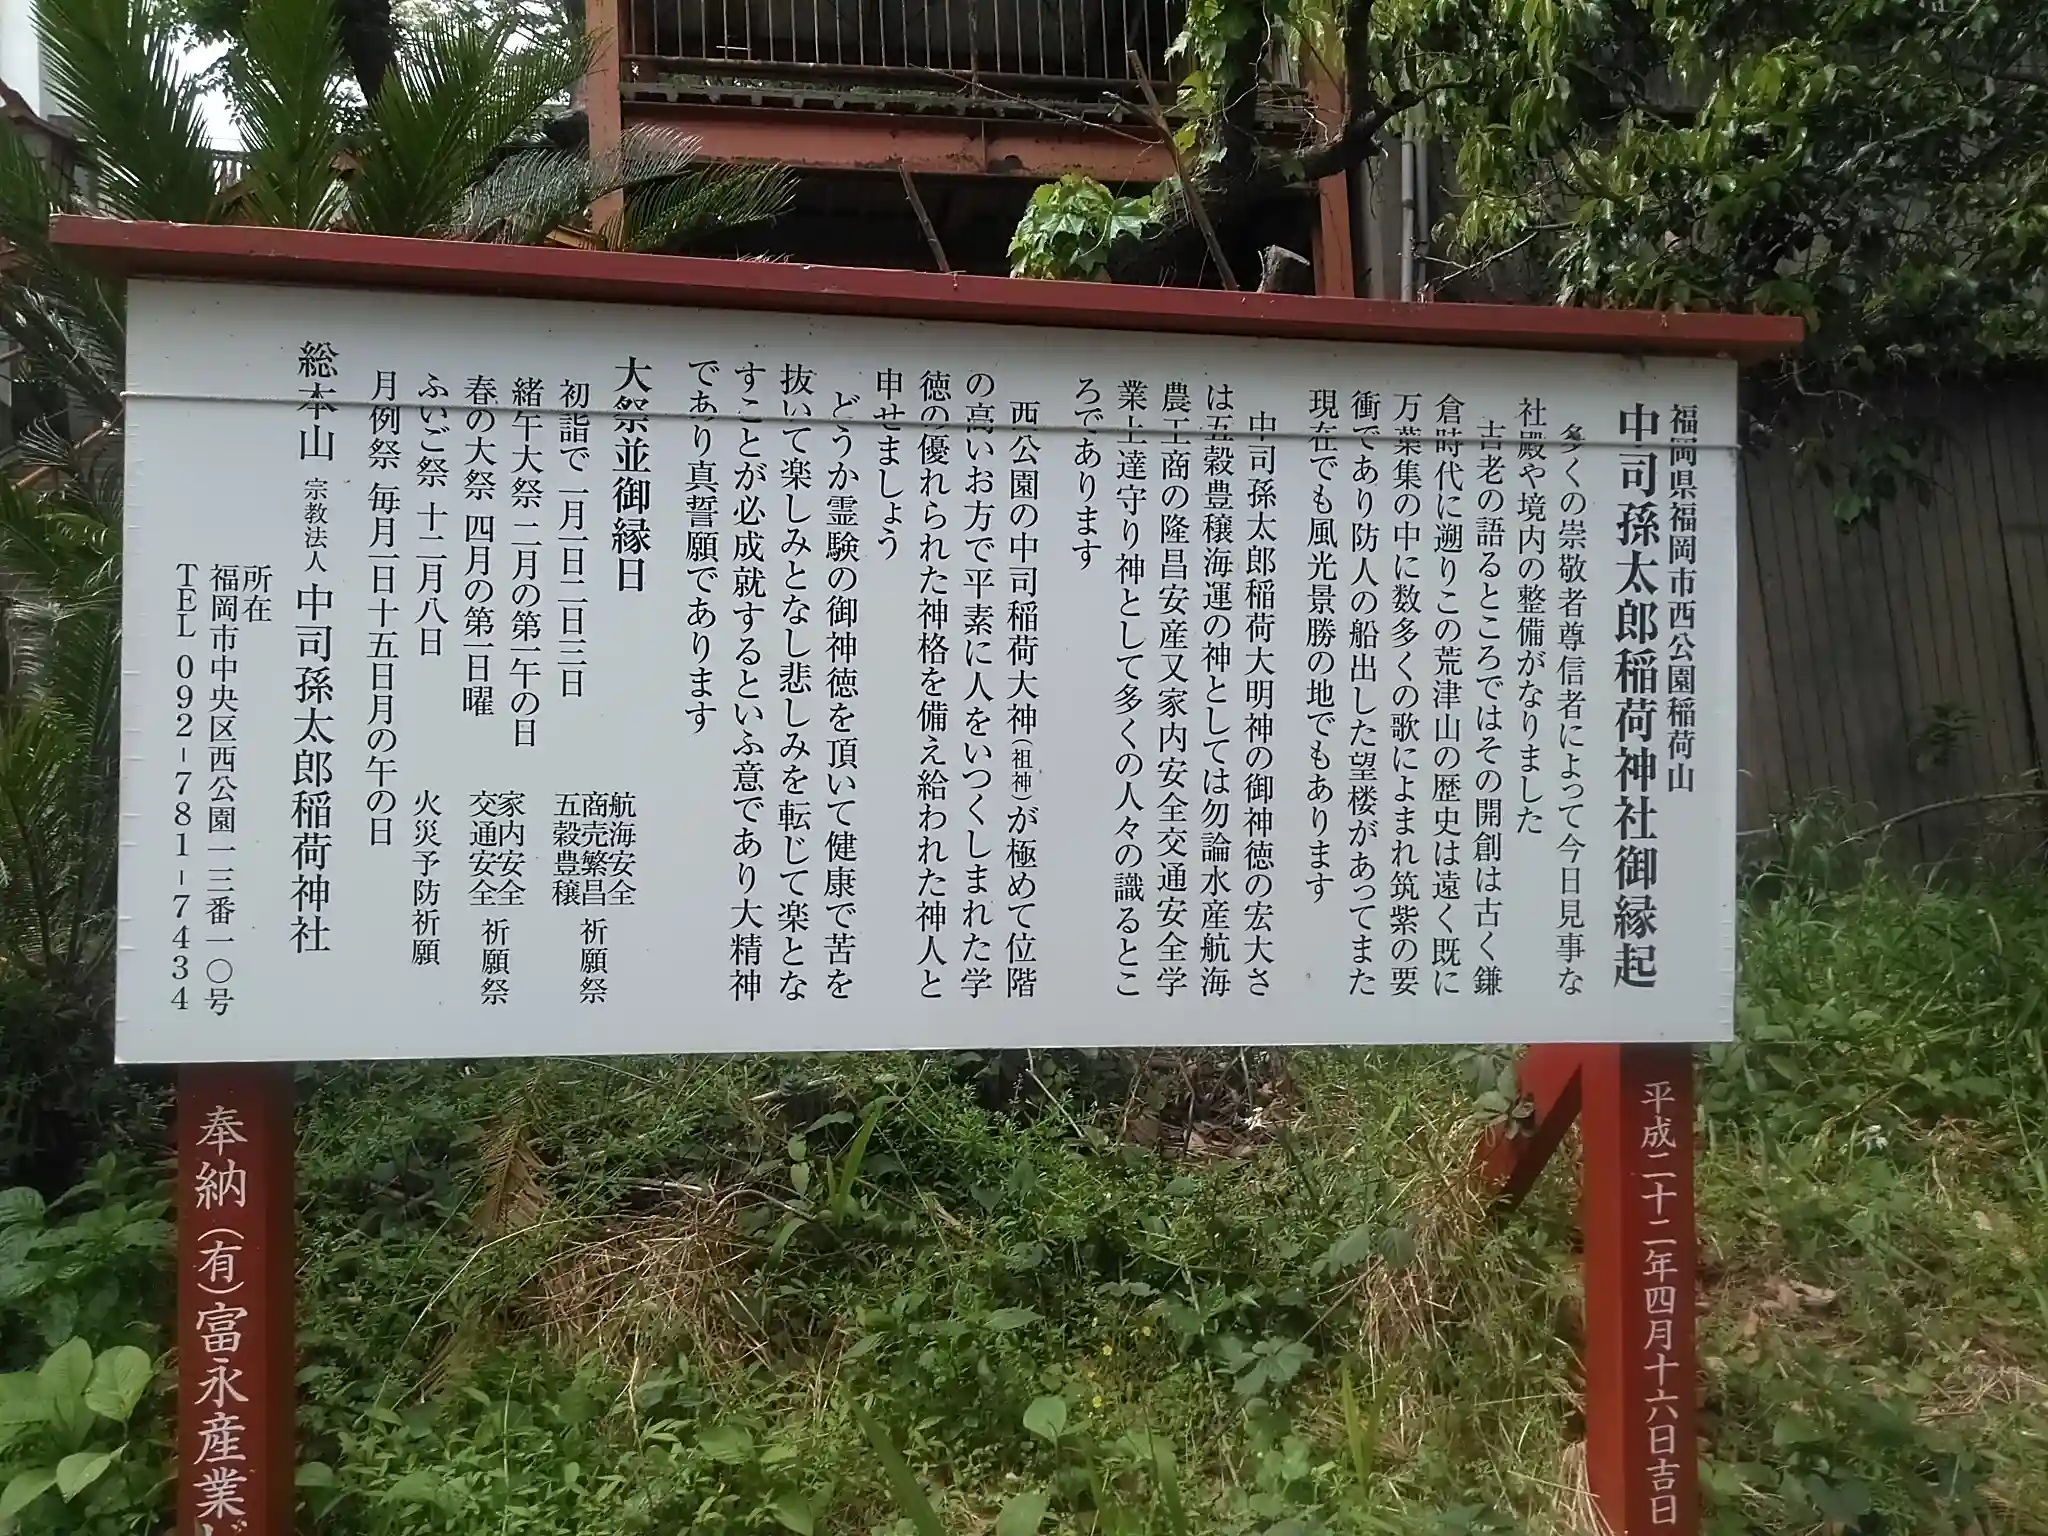 福岡県福岡市西公園稲荷山
中司孫太郎稲荷神社御縁起
多くの崇敬者尊信者によって今日見事な
社殿や境内の整備がなりました
古老の語るところではその開創は古く鎌
倉時代に遡りこの荒津山の歴史は遠く既に
万葉集の中に数多くの歌によまれ筑紫の要
衝であり防人の船出した望楼があってまた
現在でも風光景勝の地でもあります
中司孫太郎稲荷大明神の御神徳の宏大さ
は五穀豊穣海運の神としては勿論水産航海
農工商の隆昌安産又家内安全交通安全学
業上達守り神として多くの人々の識るとこ
ろであります
西公園の中司稲荷大神(祖神)が極めて位階
の高いお方で平素に人をいつくしまれた学
徳の優れられた神格を備え給われた神人と
申せましょう
どうか霊験の御神徳を頂いて健康で苦を
抜いて楽しみとなし悲しみを転じて楽とな
すことが必成就するといふ意であり大精神
であり真誓願であります
大祭並御縁日
初詣で 一月一日二日三日 航海安全 商売繁昌 五穀豊穣 祈願祭
緒午大祭 二月の第一午の日
春の大祭 四月の第一日曜 家内安全 交通安全 祈願祭
ふいご祭 十二月八日 火災予防祈願
月例祭 毎月一日十五日月の午の日
総本山 宗教法人 中司孫太郎稲荷神社
所在
福岡市中央区西公園一三番一〇号
TEL 092-781-7434
平成二十二年四月十六日吉日
奉納(有)富永産業